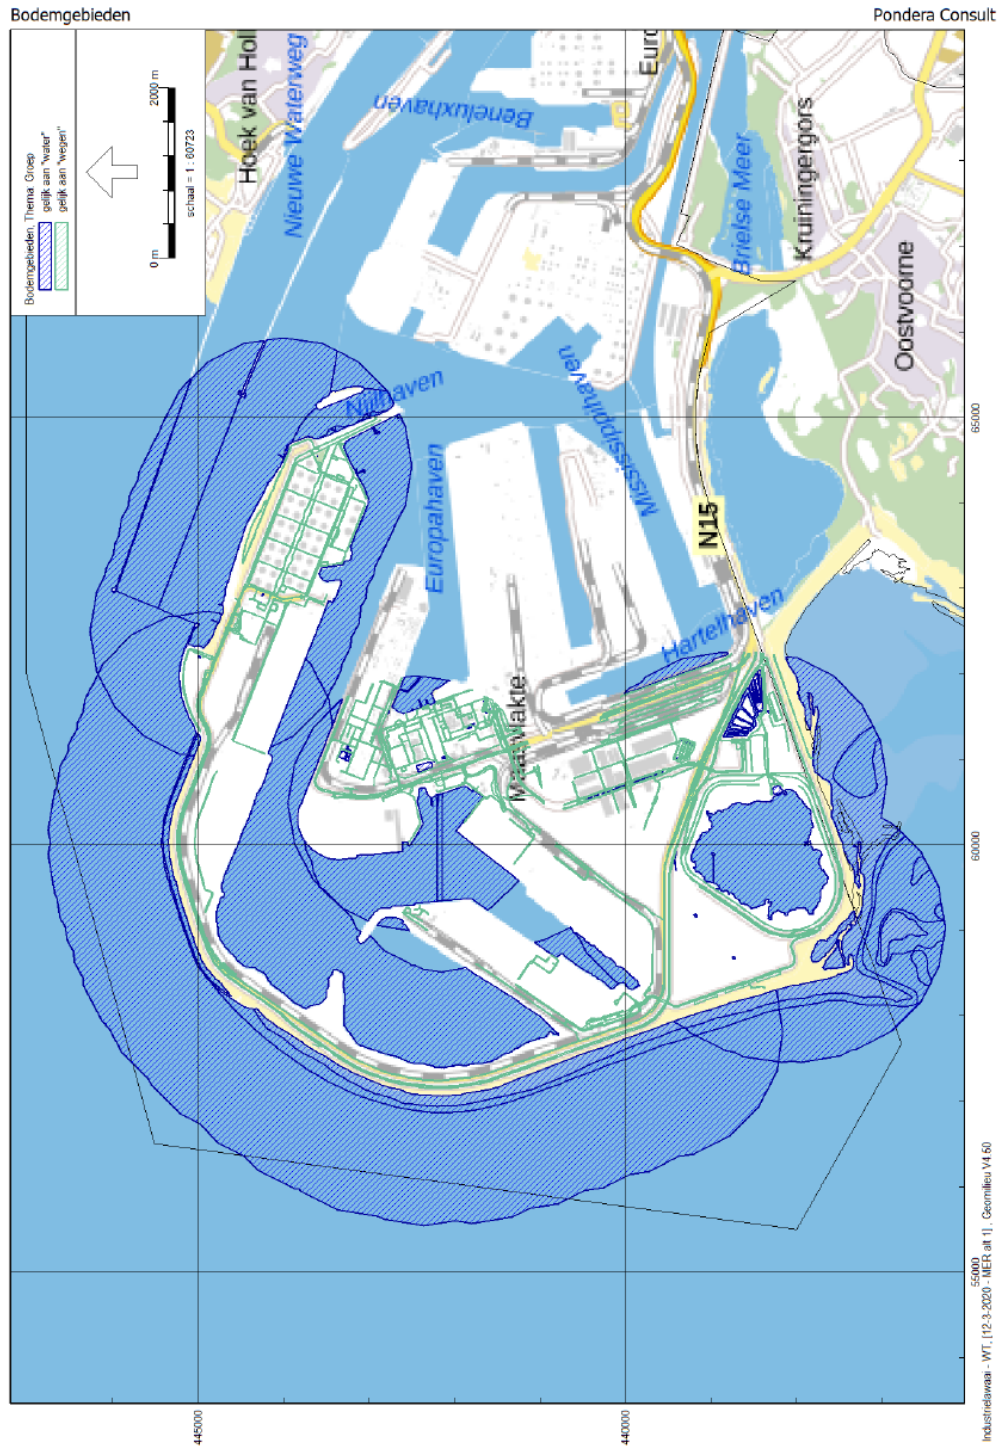 Bodemgebieden
Pondera Consult
Bodemgebieden, Thema: Groep
gelijk aan "water"
gelijk aan "wegen"
0 m
2000 m
schaal = 1 : 60723
Hoek van Holl
Nieuwe Waterweg
Beneluxhaven
Euro
Brielse Meer
Kruiningergors
Oostvoorne
Nijlhaven
Mississippihaven
Europahaven
N15
Hartelhaven
Maasvlakte
65000
60000
55000
445000
440000
Industrielawaai - WT, [12-3-2020 - MER alt 1] , Geomilieu V4.60